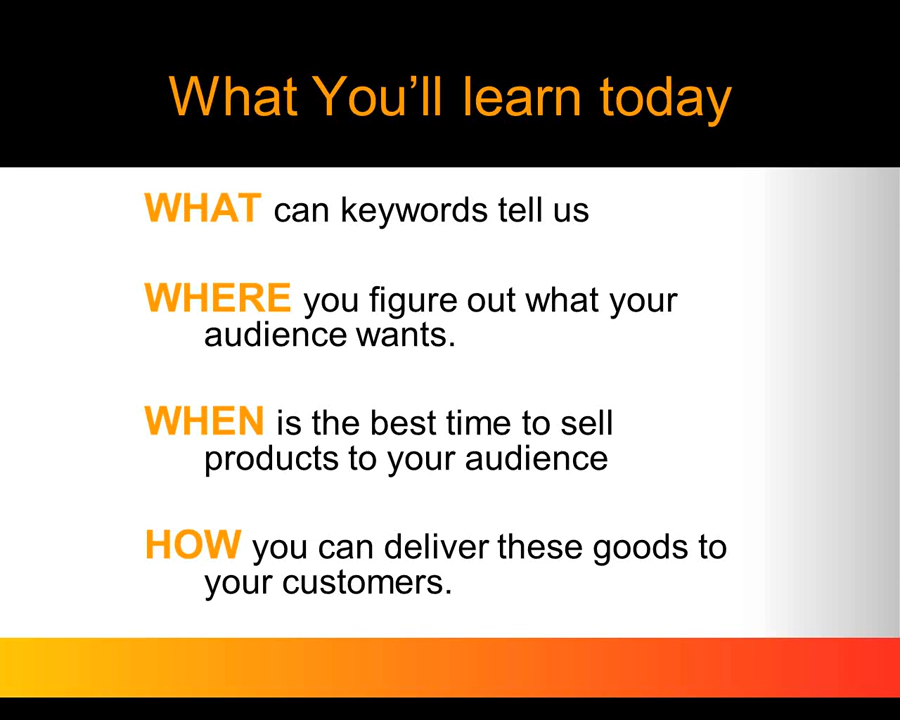 What You’ll learn today
WHAT can keywords tell us
WHERE you figure out what your
audience wants.
WHEN is the best time to sell
products to your audience
HOW you can deliver these goods to
your customers.